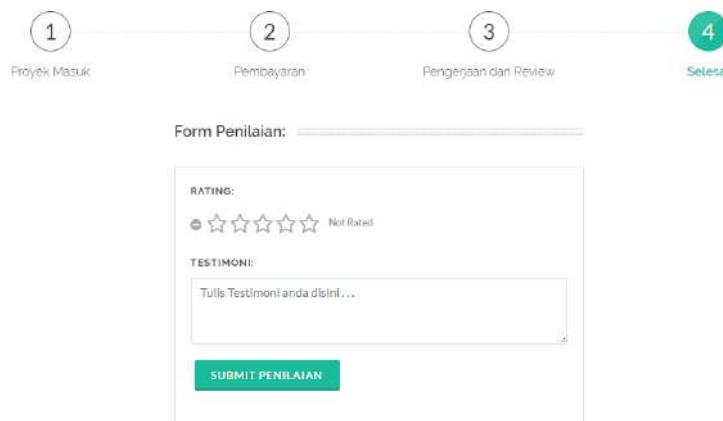 1 2 3 4
Proyek Masuk Pembayaran Pengerjaan dan Review Selesa
Form Penilaian:
RATING:
Not Rated
TESTIMONI:
Tulis Testimoni anda disini . . .
SUBMIT PENILAIAN